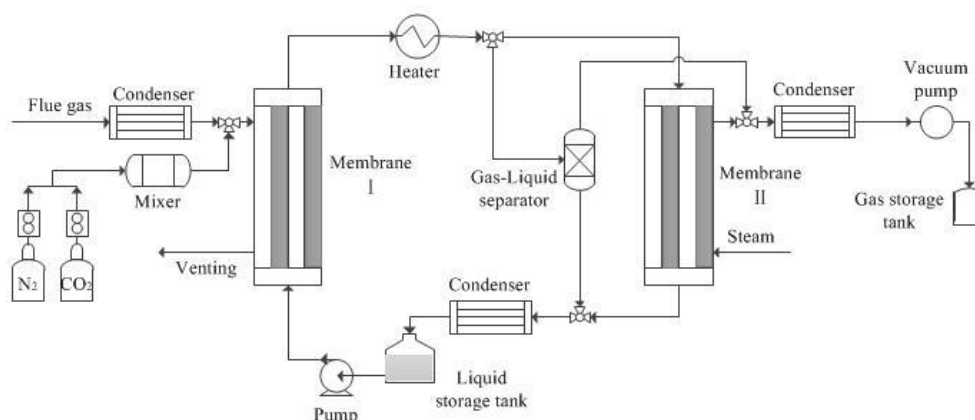 Heater
Condenser
Flue gas
Mixer
N2
CO2
Venting
Membrane
I
Pump
Liquid
storage tank
Condenser
Gas-Liquid
separator
Membrane
II
Steam
Condenser
Vacuum
pump
Gas storage
tank